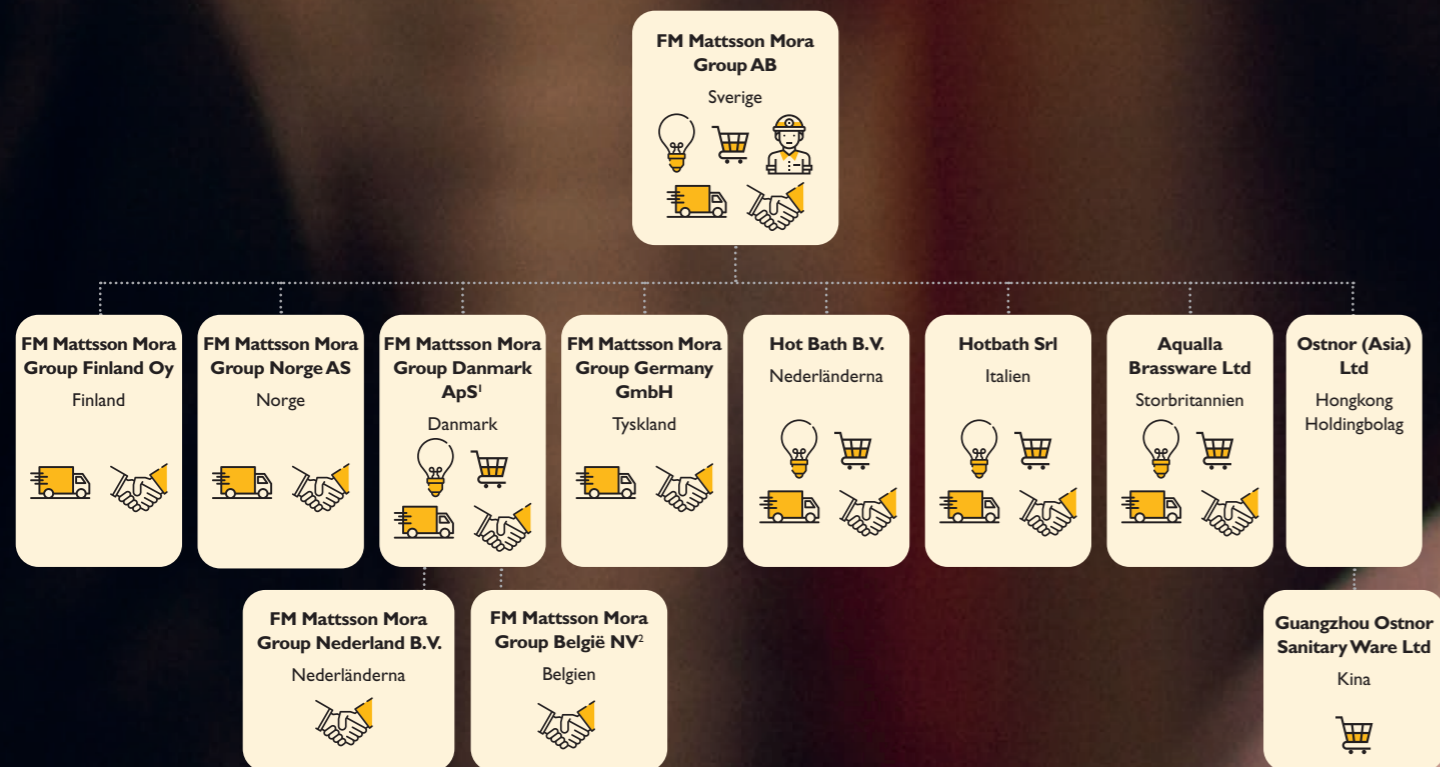 FM Mattsson Mora
Group AB
Sverige
FM Mattsson Mora
Group Finland Oy
Finland
FM Mattsson Mora
Group Norge AS
Norge
FM Mattsson Mora
Group Danmark
ApS¹
Danmark
FM Mattsson Mora
Group Germany
GmbH
Tyskland
Hot Bath B.V.
Nederländerna
Hotbath Srl
Italien
Aqualla
Brassware Ltd
Storbritannien
Ostnor (Asia)
Ltd
Hongkong
Holdingbolag
FM Mattsson Mora
Group Nederland B.V.
Nederländerna
FM Mattsson Mora
Group België NV²
Belgien
Guangzhou Ostnor
Sanitary Ware Ltd
Kina